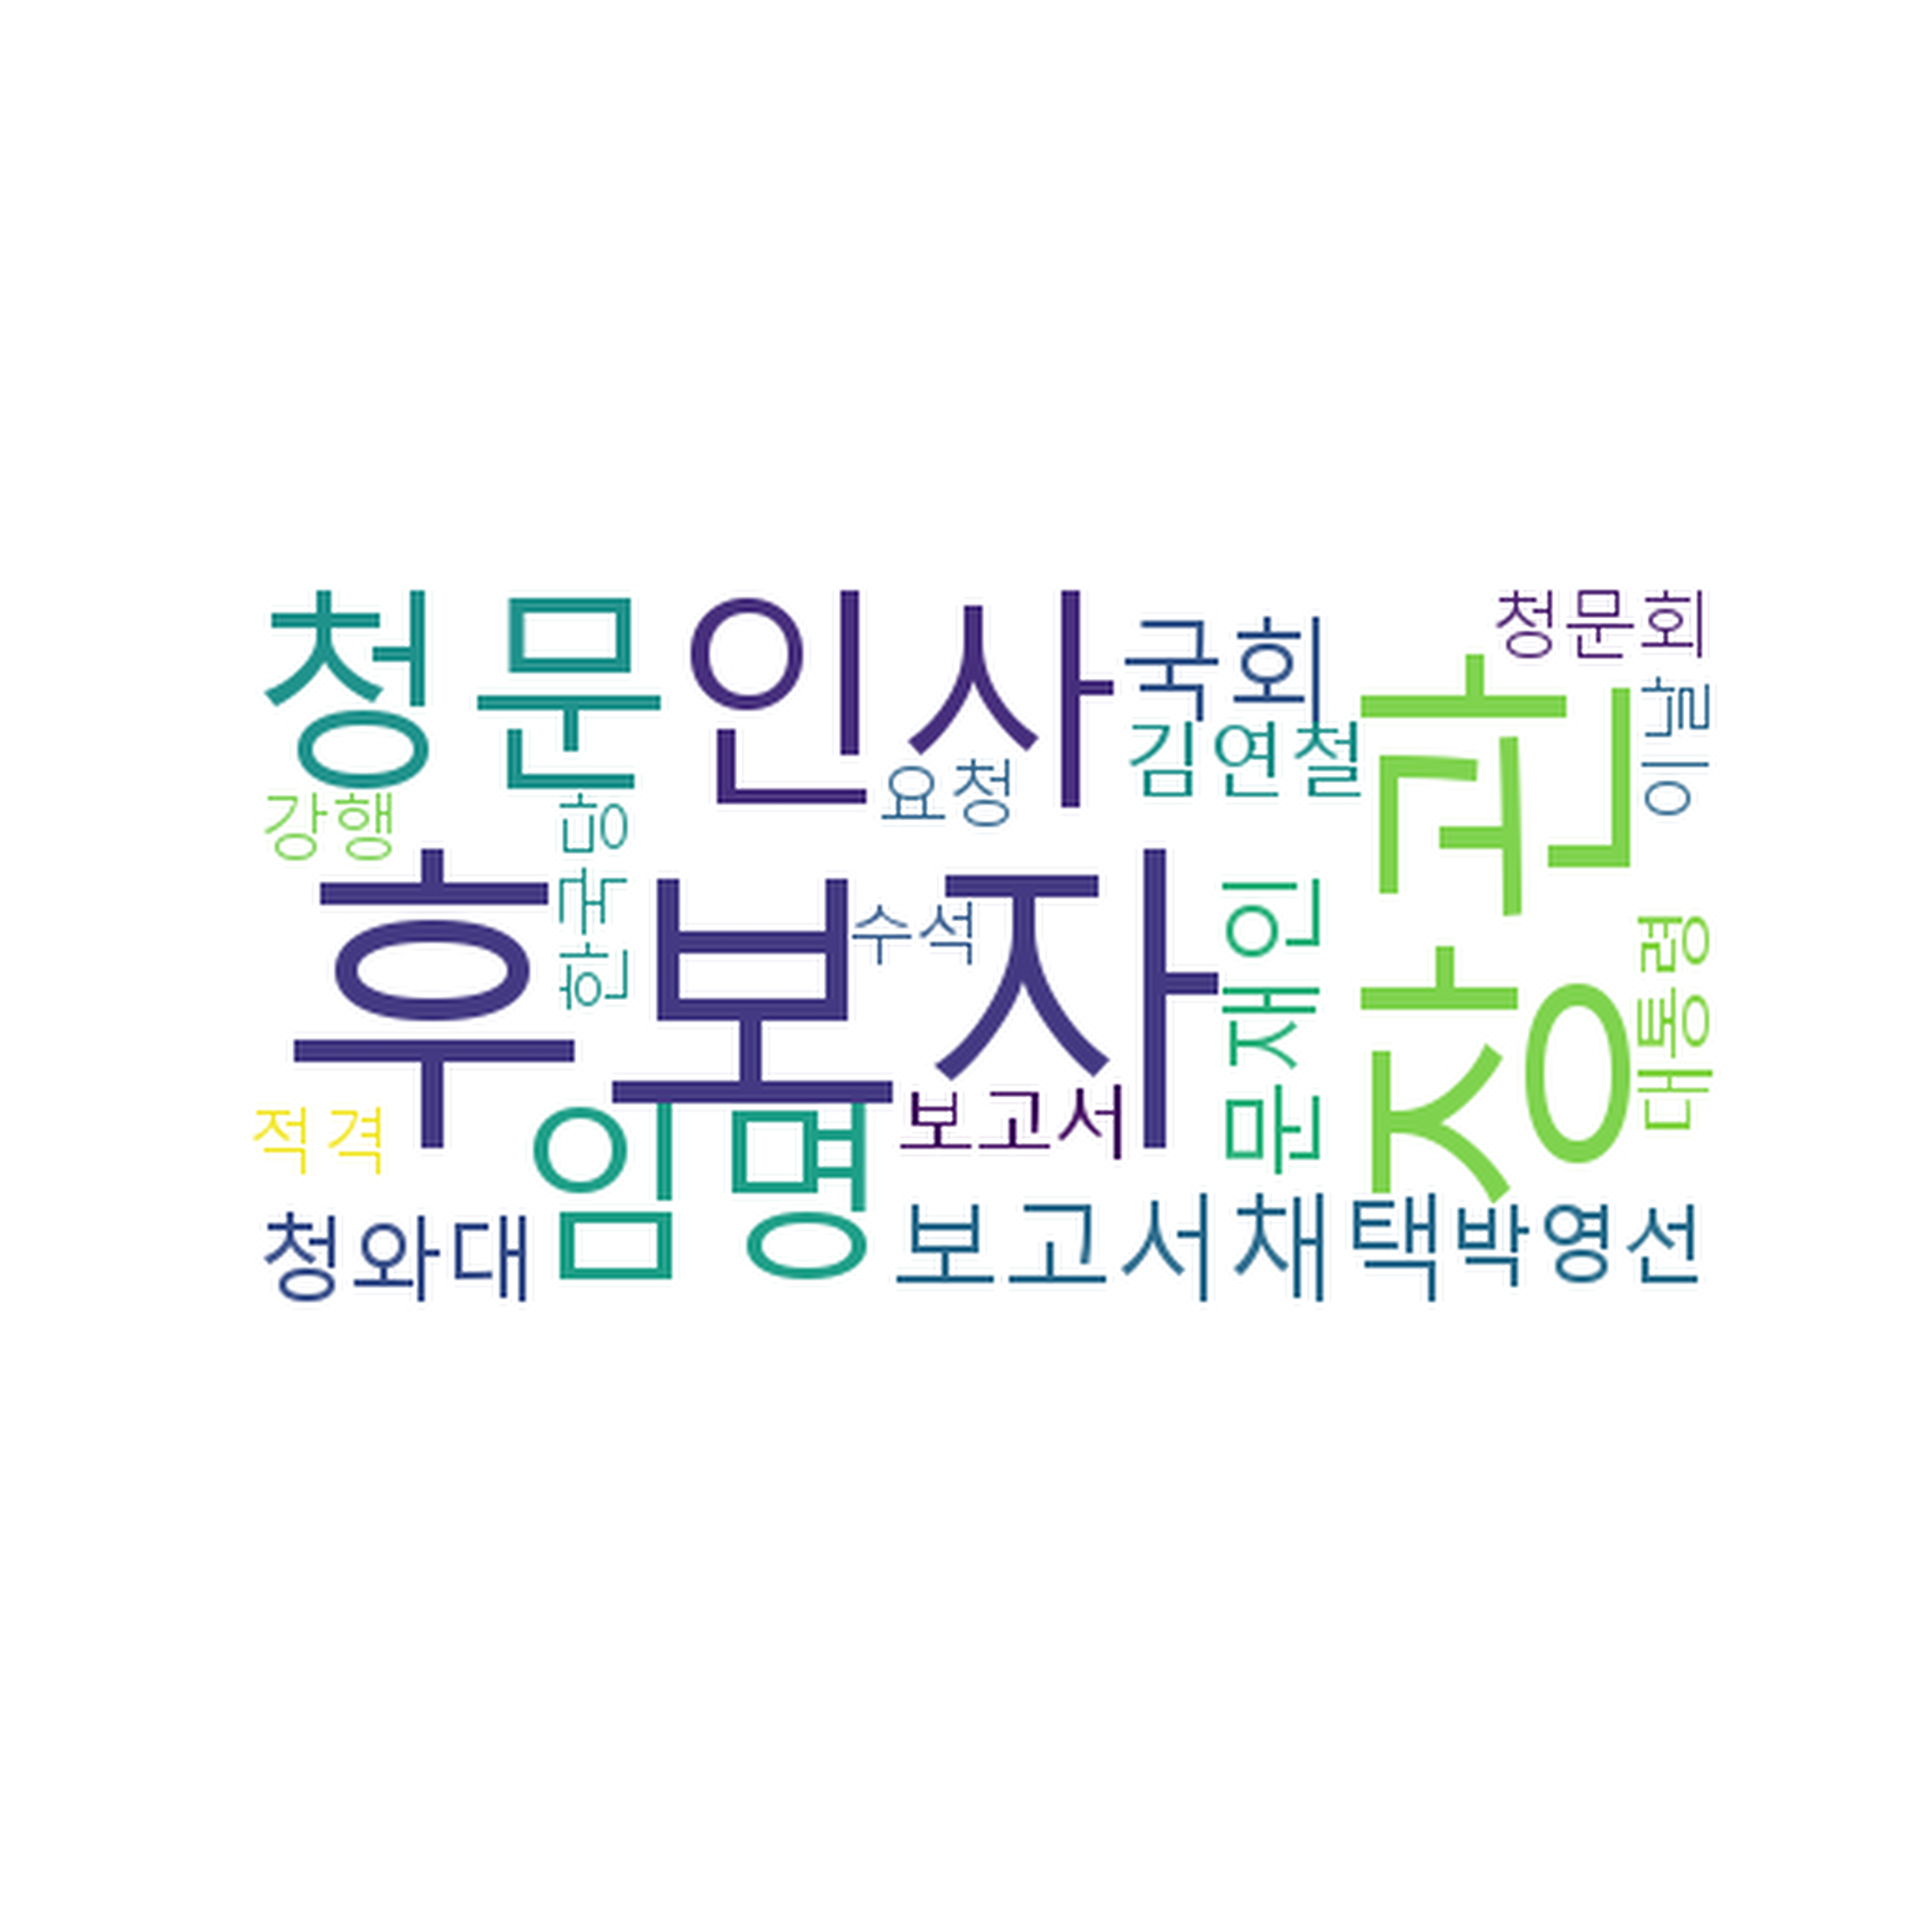 청문
인사
국회
청문회
김연철
요청
강행
한국당
이날
장관
후보자
수석
문재인
대통령
보고서
적격
임명
청와대
보고서채택
박영선